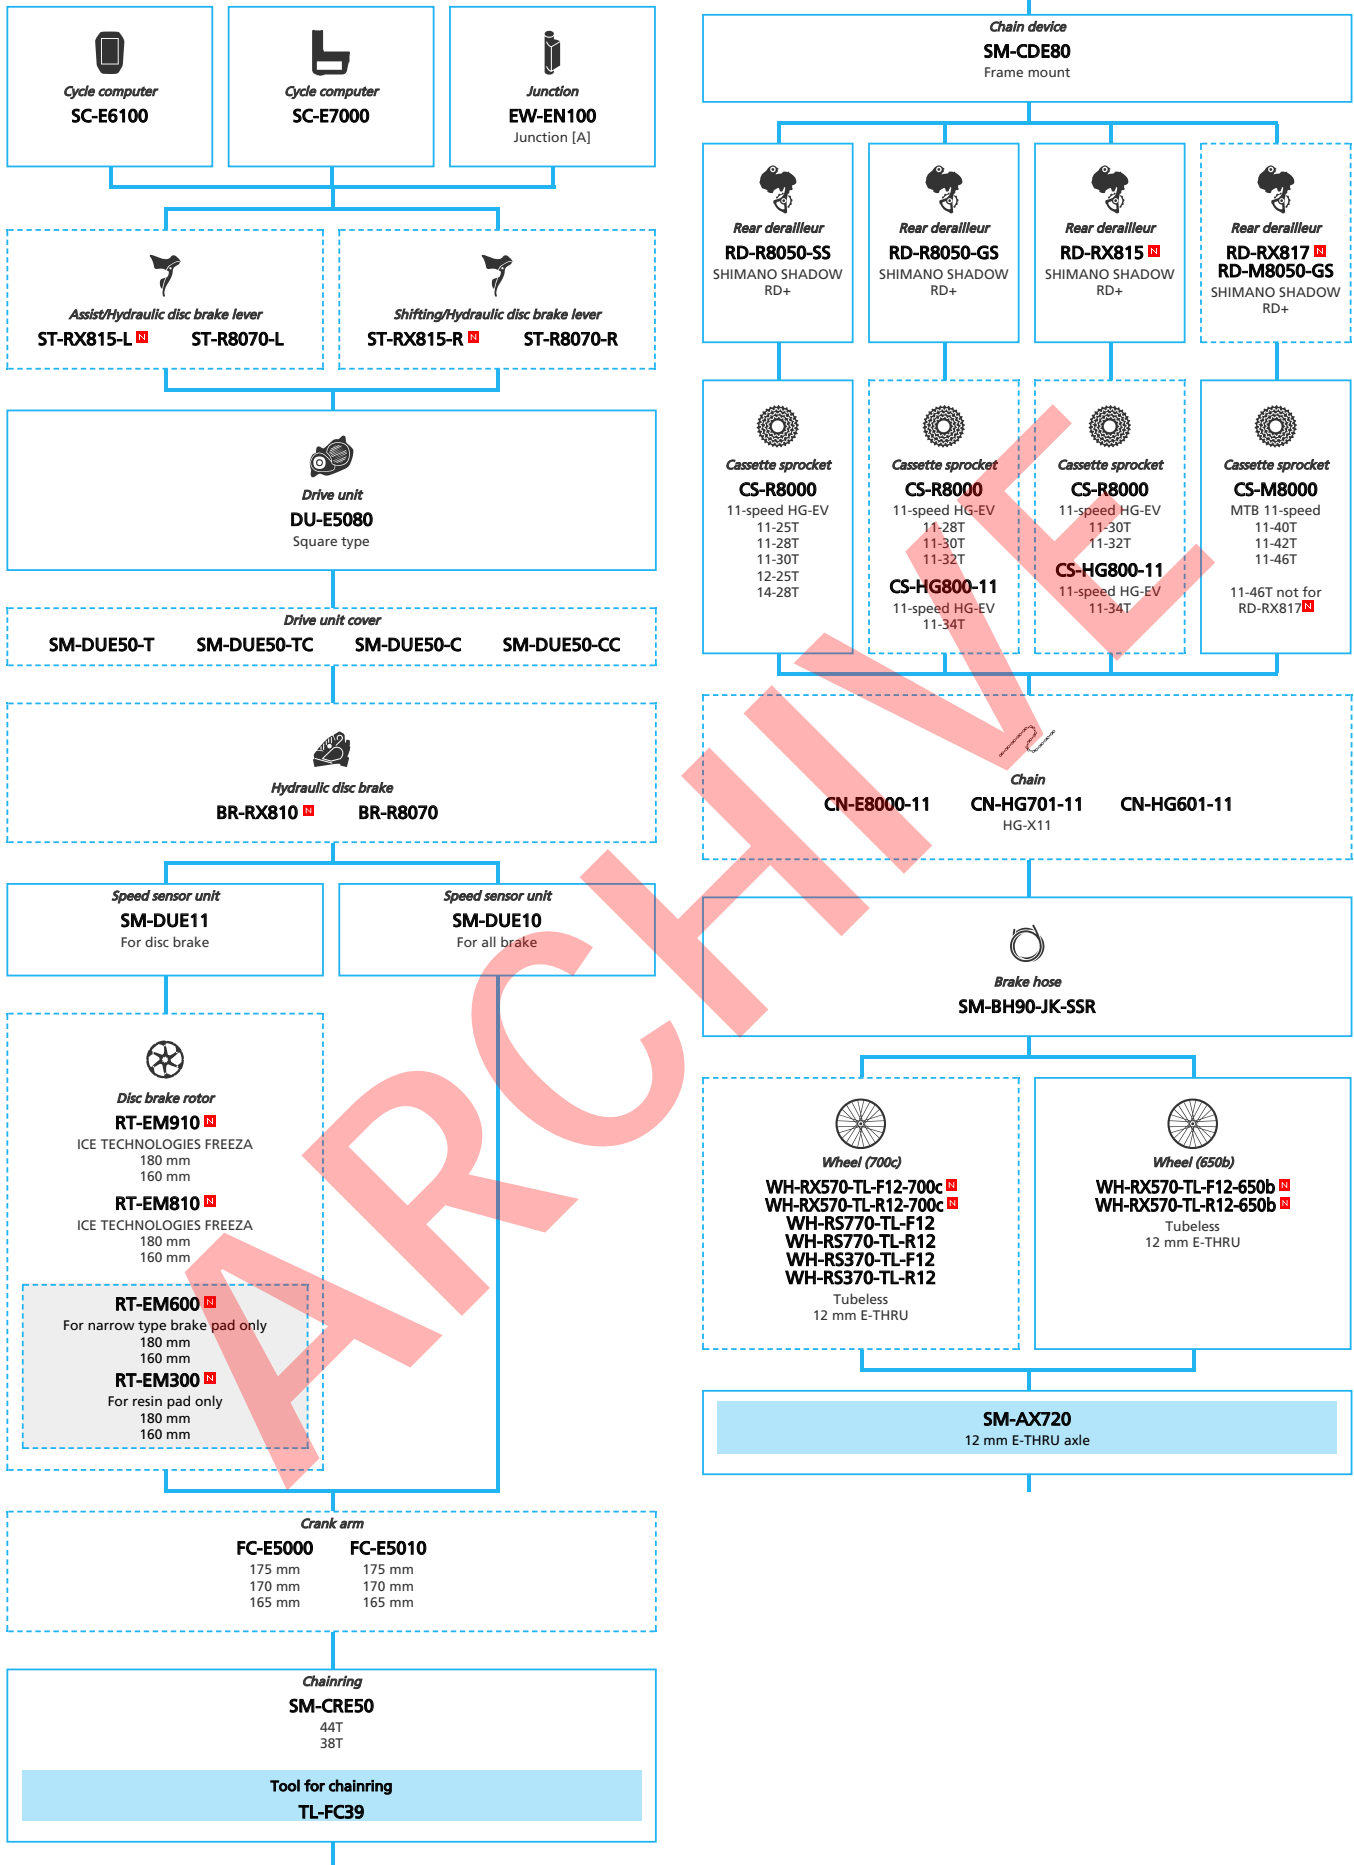 Cycle computer
SC-E6100
Cycle computer
SC-E7000
Junction
EW-EN100
Junction [A]
Assist/Hydraulic disc brake lever
ST-RX815-L N ST-R8070-L
Shifting/Hydraulic disc brake lever
ST-RX815-R N ST-R8070-R
Drive unit
DU-E5080
Square type
Drive unit cover
SM-DUE50-T SM-DUE50-TC SM-DUE50-C SM-DUE50-CC
Hydraulic disc brake
BR-RX810 N BR-R8070
Speed sensor unit
SM-DUE11
For disc brake
Speed sensor unit
SM-DUE10
For all brake
Disc brake rotor
RT-EM910 N
ICE TECHNOLOGIES FREEZA
180 mm
160 mm
RT-EM810 N
ICE TECHNOLOGIES FREEZA
180 mm
160 mm
RT-EM600 N
For narrow type brake pad only
180 mm
160 mm
RT-EM300 N
For resin pad only
180 mm
160 mm
Crank arm
FC-E5000
175 mm
170 mm
165 mm
FC-E5010
175 mm
170 mm
165 mm
Chainring
SM-CRE50
44T
38T
Tool for chainring
TL-FC39
Chain device
SM-CDE80
Frame mount
Rear derailleur
RD-R8050-SS
SHIMANO SHADOW
RD+
Rear derailleur
RD-R8050-GS
SHIMANO SHADOW
RD+
Rear derailleur
RD-RX815 N
SHIMANO SHADOW
RD+
Rear derailleur
RD-RX817 N
RD-M8050-GS
SHIMANO SHADOW
RD+
Cassette sprocket
CS-R8000
11-speed HG-EV
11-25T
11-28T
11-30T
12-25T
14-28T
Cassette sprocket
CS-R8000
11-speed HG-EV
11-28T
11-30T
11-32T
CS-HG800-11
11-speed HG-EV
11-34T
Cassette sprocket
CS-R8000
11-speed HG-EV
11-30T
11-32T
CS-HG800-11
11-speed HG-EV
11-34T
Cassette sprocket
CS-M8000
MTB 11-speed
11-40T
11-42T
11-46T
11-46T not for
RD-RX817 N
Chain
CN-E8000-11 CN-HG701-11 CN-HG601-11
HG-X11
Brake hose
SM-BH90-JK-SSR
Wheel (700c)
WH-RX570-TL-F12-700c N
WH-RX570-TL-R12-700c N
WH-RS770-TL-F12
WH-RS770-TL-R12
WH-RS370-TL-F12
WH-RS370-TL-R12
Tubeless
12 mm E-THRU
Wheel (650b)
WH-RX570-TL-F12-650b N
WH-RX570-TL-R12-650b N
Tubeless
12 mm E-THRU
SM-AX720
12 mm E-THRU axle
ARCHIVE